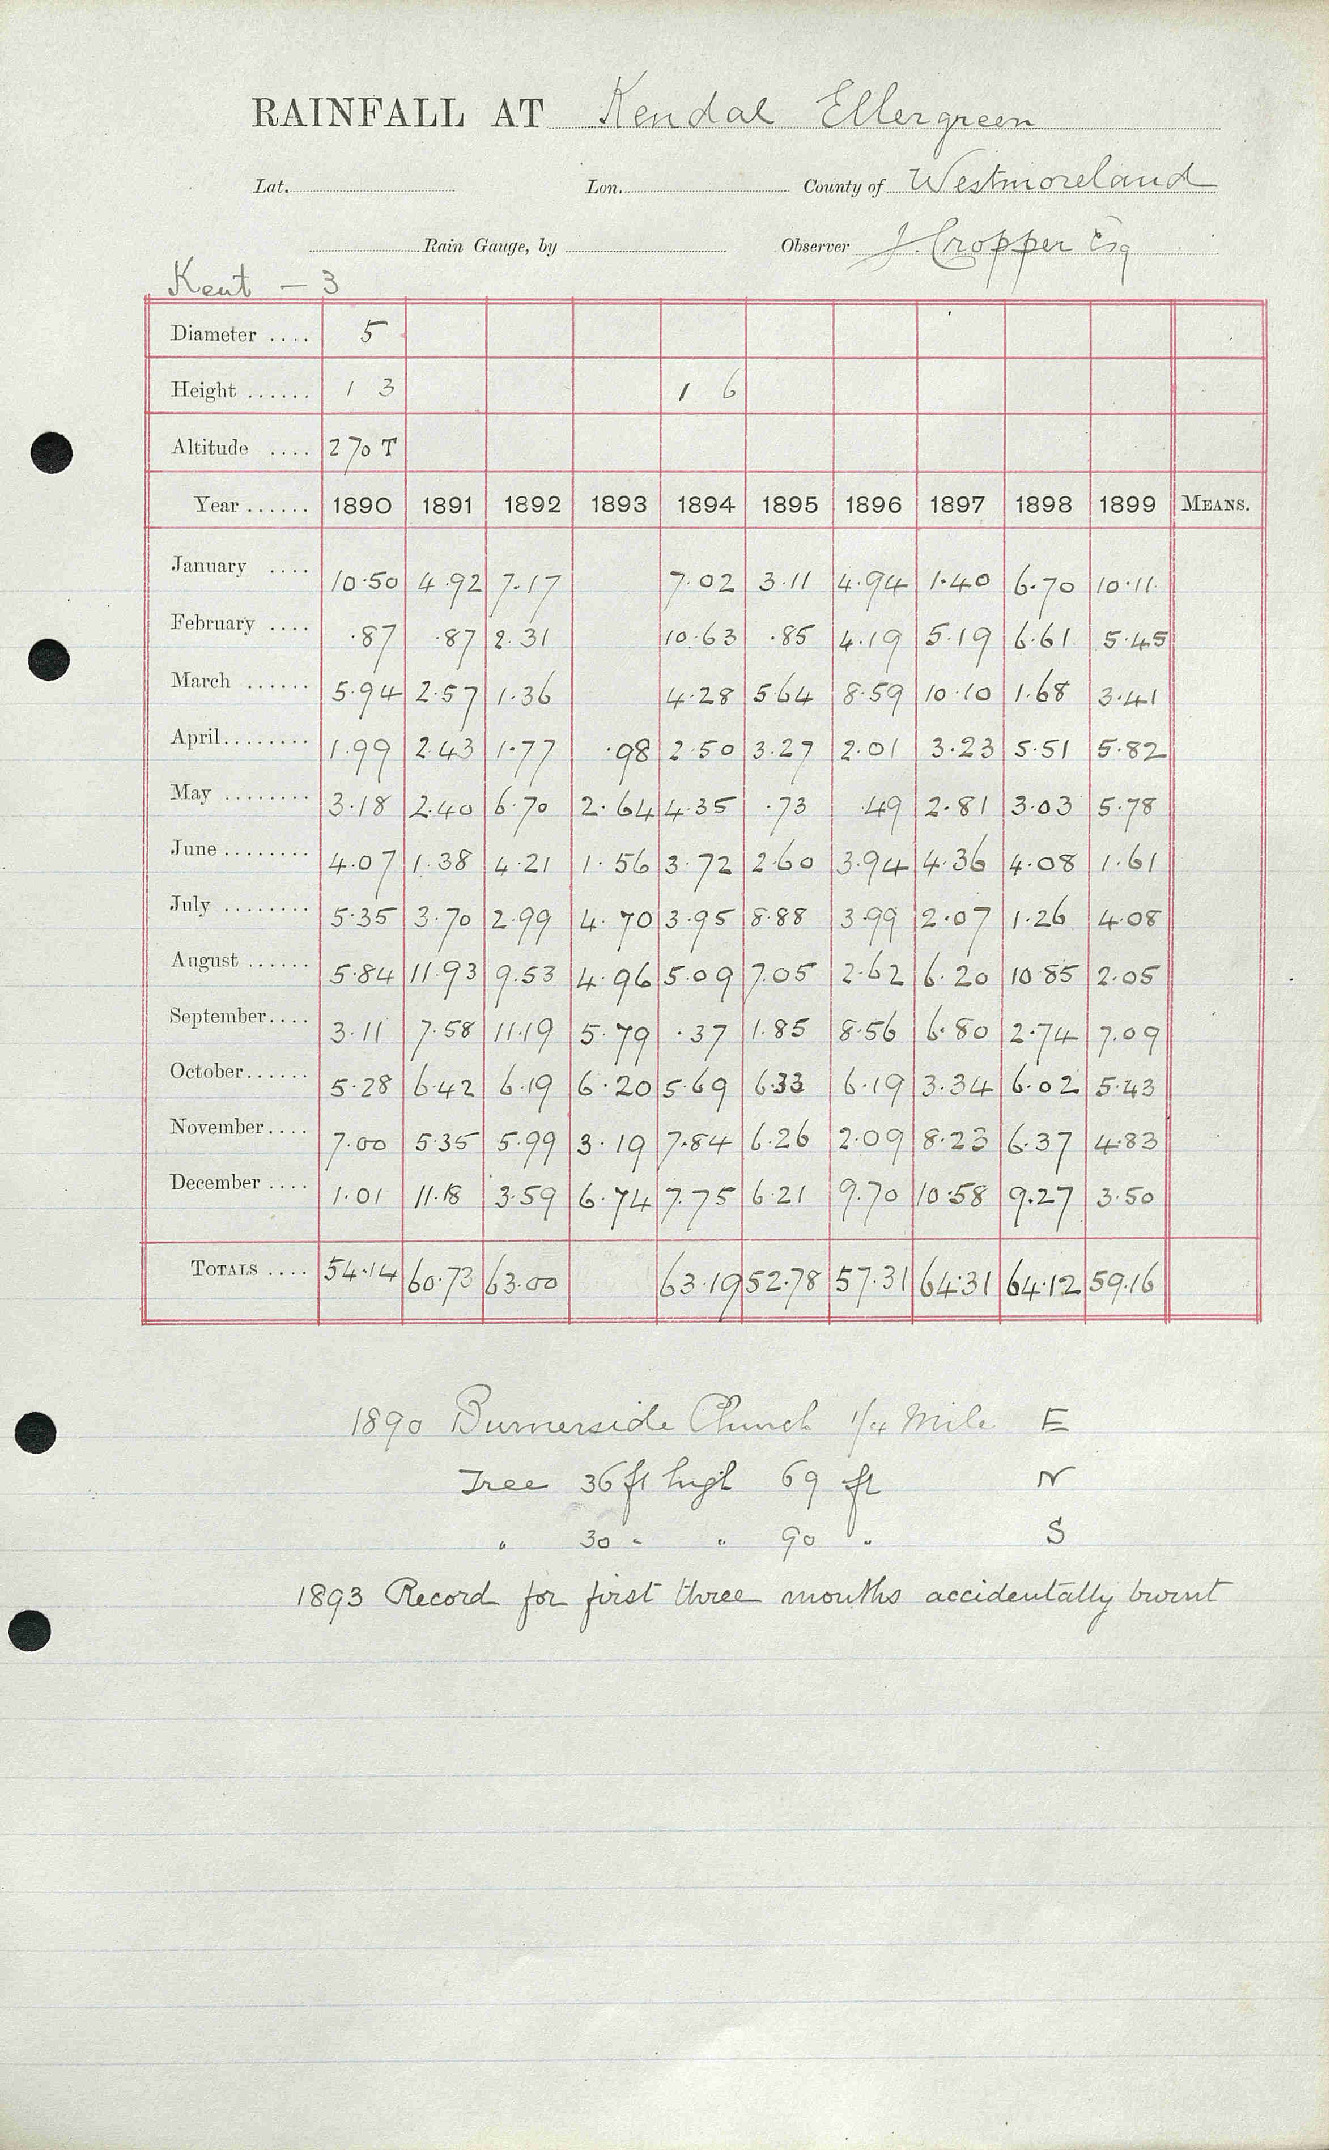 RAINFALL AT Kendal Ellergreen
Lat. Lon. County of Westmoreland
Rain Gauge, by Observer J. Cropper Esq
Kent - 3
Diameter .... 5
Height ...... 1 3 1 6
Altitude .... 270 T
Year ...... 1890 1891 1892 1893 1894 1895 1896 1897 1898 1899 MEANS.
January .... 10.50 4.92 7.17 7.02 3.11 4.94 1.40 6.70 10.11
February .... .87 .87 2.31 10.63 .85 4.19 5.19 6.61 5.45
March ...... 5.94 2.57 1.36 4.28 5.64 8.59 10.10 1.68 3.41
April........ 1.99 2.43 1.77 .98 2.50 3.27 2.01 3.23 5.51 5.82
May ........ 3.18 2.40 6.70 2.64 4.35 .73 .49 2.81 3.03 5.78
June ........ 4.07 1.38 4.21 1.56 3.72 2.60 3.94 4.36 4.08 1.61
July ........ 5.35 3.70 2.99 4.70 3.95 8.88 3.99 2.07 1.26 4.08
August ...... 5.84 11.93 9.53 4.96 5.09 7.05 2.62 6.20 10.85 2.05
September.... 3.11 7.58 11.19 5.79 .37 1.85 8.56 6.80 2.74 7.09
October...... 5.28 6.42 6.19 6.20 5.69 6.33 6.19 3.34 6.02 5.43
November.... 7.00 5.35 5.99 3.19 7.84 6.26 2.09 8.23 6.37 4.83
December .... 1.01 11.18 3.59 6.74 7.75 6.21 9.70 10.58 9.27 3.50
TOTALS .... 54.14 60.73 63.00 63.19 52.78 57.31 64.31 64.12 59.16
1890 Burnerside Church 1/4 Mile E
Tree 36 ft high 69 ft N
" 30 " " 90 " S
1893 Record for first three months accidentally burnt